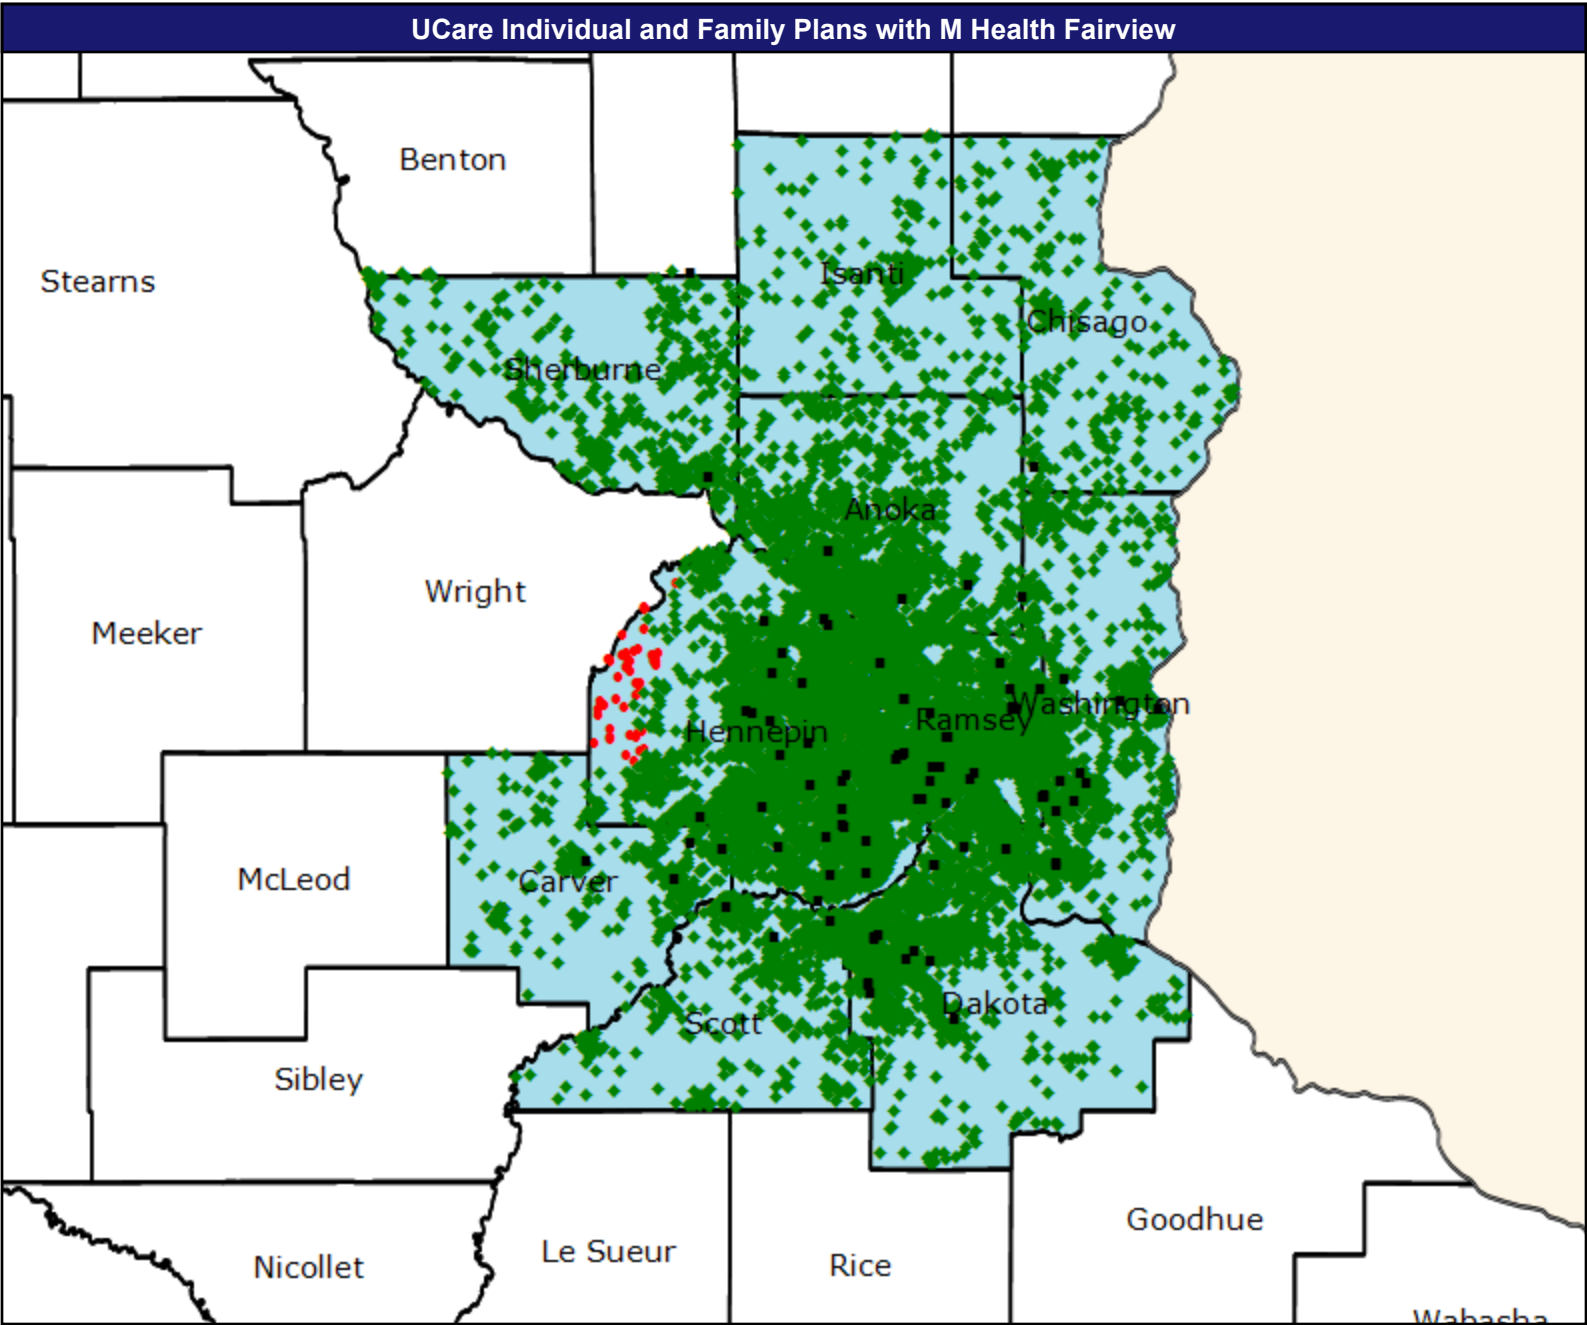 UCare Individual and Family Plans with M Health Fairview
Benton
Stearns
Isanti
Chisago
Sherburne
Anoka
Wright
Meeker
Hennepin
Ramsey
Washington
McLeod
Carver
Dakota
Scott
Sibley
Goodhue
Le Sueur
Rice
Nicollet
Wabasha